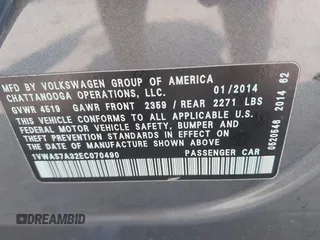 MFD. BY VOLKSWAGEN GROUP OF AMERICA
CHATTANOOGA OPERATIONS, LLC. 01/2014
GVWR 4519 GAWR FRONT 2359 / REAR 2271 LBS
THIS VEHICLE CONFORMS TO ALL APPLICABLE U.S.
FEDERAL MOTOR VEHICLE SAFETY, BUMPER, AND
THEFT PREVENTION STANDARDS IN EFFECT ON THE
DATE OF MANUFACTURE SHOWN ABOVE.
1VWAS7A32EC070490 PASSENGER CAR
0520546 2014 62